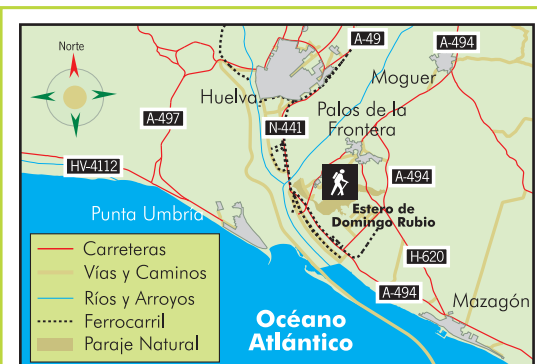 Norte
A-49
A-494
Moguer
Huelva
A-497
Palos de la
Frontera
N-441
HV-4112
A-494
Estero de
Domingo Rubio
Punta Umbría
H-620
A-494
Mazagón
Carreteras
Vías y Caminos
Ríos y Arroyos
Ferrocarril
Paraje Natural
Océano
Atlántico